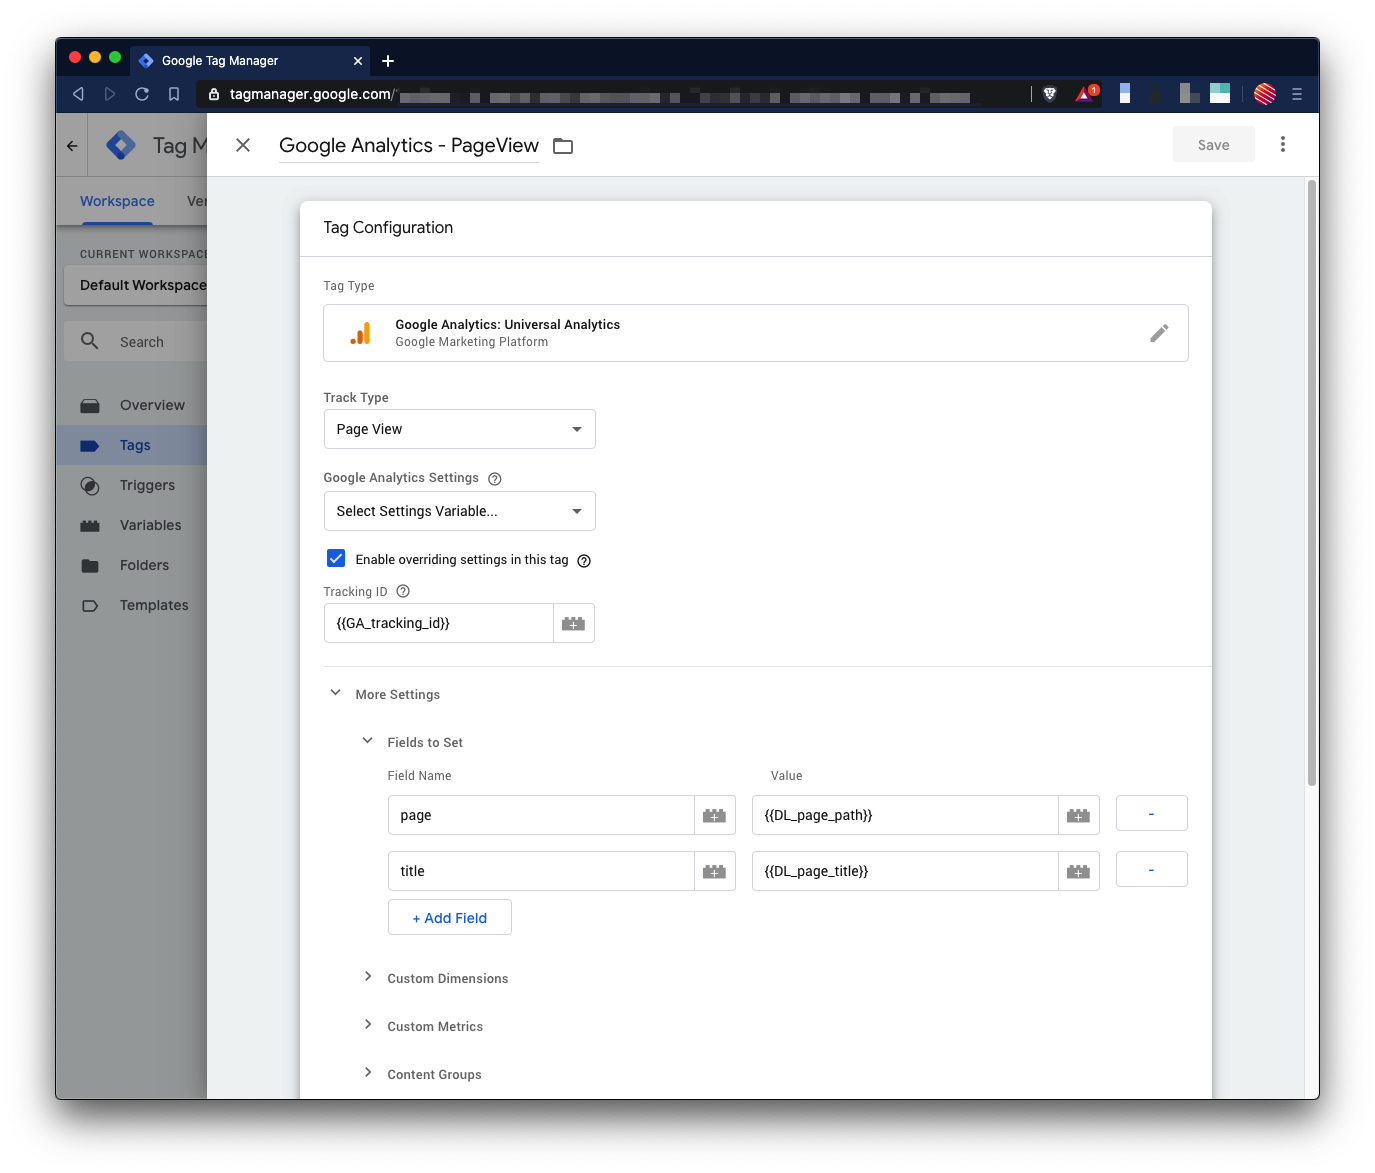 Google Tag Manager
tagmanager.google.com/
1
Tag M
Google Analytics - PageView
Save
Workspace
Ver
CURRENT WORKSPACE
Default Workspace
Search
Overview
Tags
Triggers
Variables
Folders
Templates
Tag Configuration
Tag Type
Google Analytics: Universal Analytics
Google Marketing Platform
Track Type
Page View
Google Analytics Settings
Select Settings Variable...
Enable overriding settings in this tag
Tracking ID
{{GA_tracking_id}}
More Settings
Fields to Set
Field Name Value
page {{DL_page_path}} -
title {{DL_page_title}} -
+ Add Field
Custom Dimensions
Custom Metrics
Content Groups